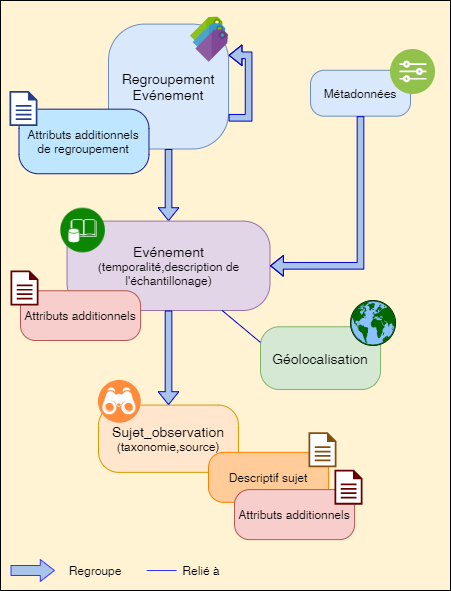 Regroupement
Evénement
Métadonnées
Attributs additionnels
de regroupement
Evénement
(temporalité,description de
l'échantillonage)
Attributs additionnels
Géolocalisation
Sujet_observation
(taxonomie,source)
Descriptif sujet
Attributs additionnels
Regroupe
Relié à